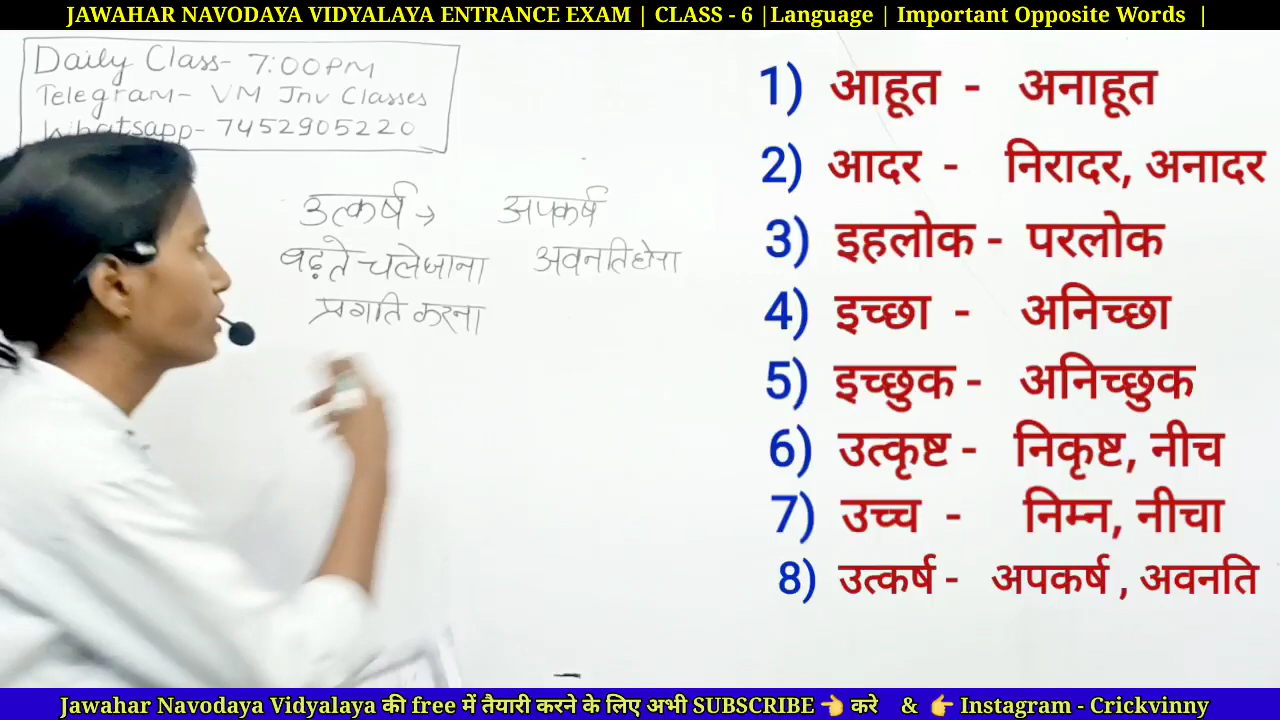 JAWAHAR NAVODAYA VIDYALAYA ENTRANCE EXAM | CLASS - 6 |Language | Important Opposite Words |
Daily Class- 7:00PM
Telegram- VM Jnv Classes
Whatsapp- 7452905220
उत्कर्ष → अपकर्ष
बढ़ते चले जाना अवनति होना
प्रगति करना
1) आहूत - अनाहूत
2) आदर - निरादर, अनादर
3) इहलोक - परलोक
4) इच्छा - अनिच्छा
5) इच्छुक - अनिच्छुक
6) उत्कृष्ट - निकृष्ट, नीच
7) उच्च - निम्न, नीचा
8) उत्कर्ष - अपकर्ष , अवनति
Jawahar Navodaya Vidyalaya की free में तैयारी करने के लिए अभी SUBSCRIBE 👈 करे & 👉 Instagram - Crickvinny